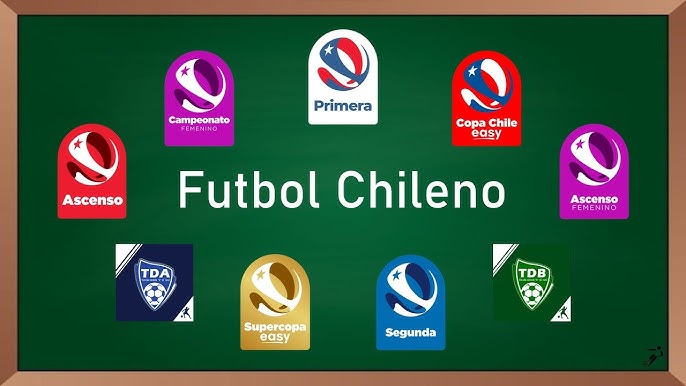 Primera
Campeonato
FEMENINO
Copa Chile
easy
Ascenso
Futbol Chileno
Ascenso
FEMENINO
TDA
TDB
Supercopa
easy
Segunda